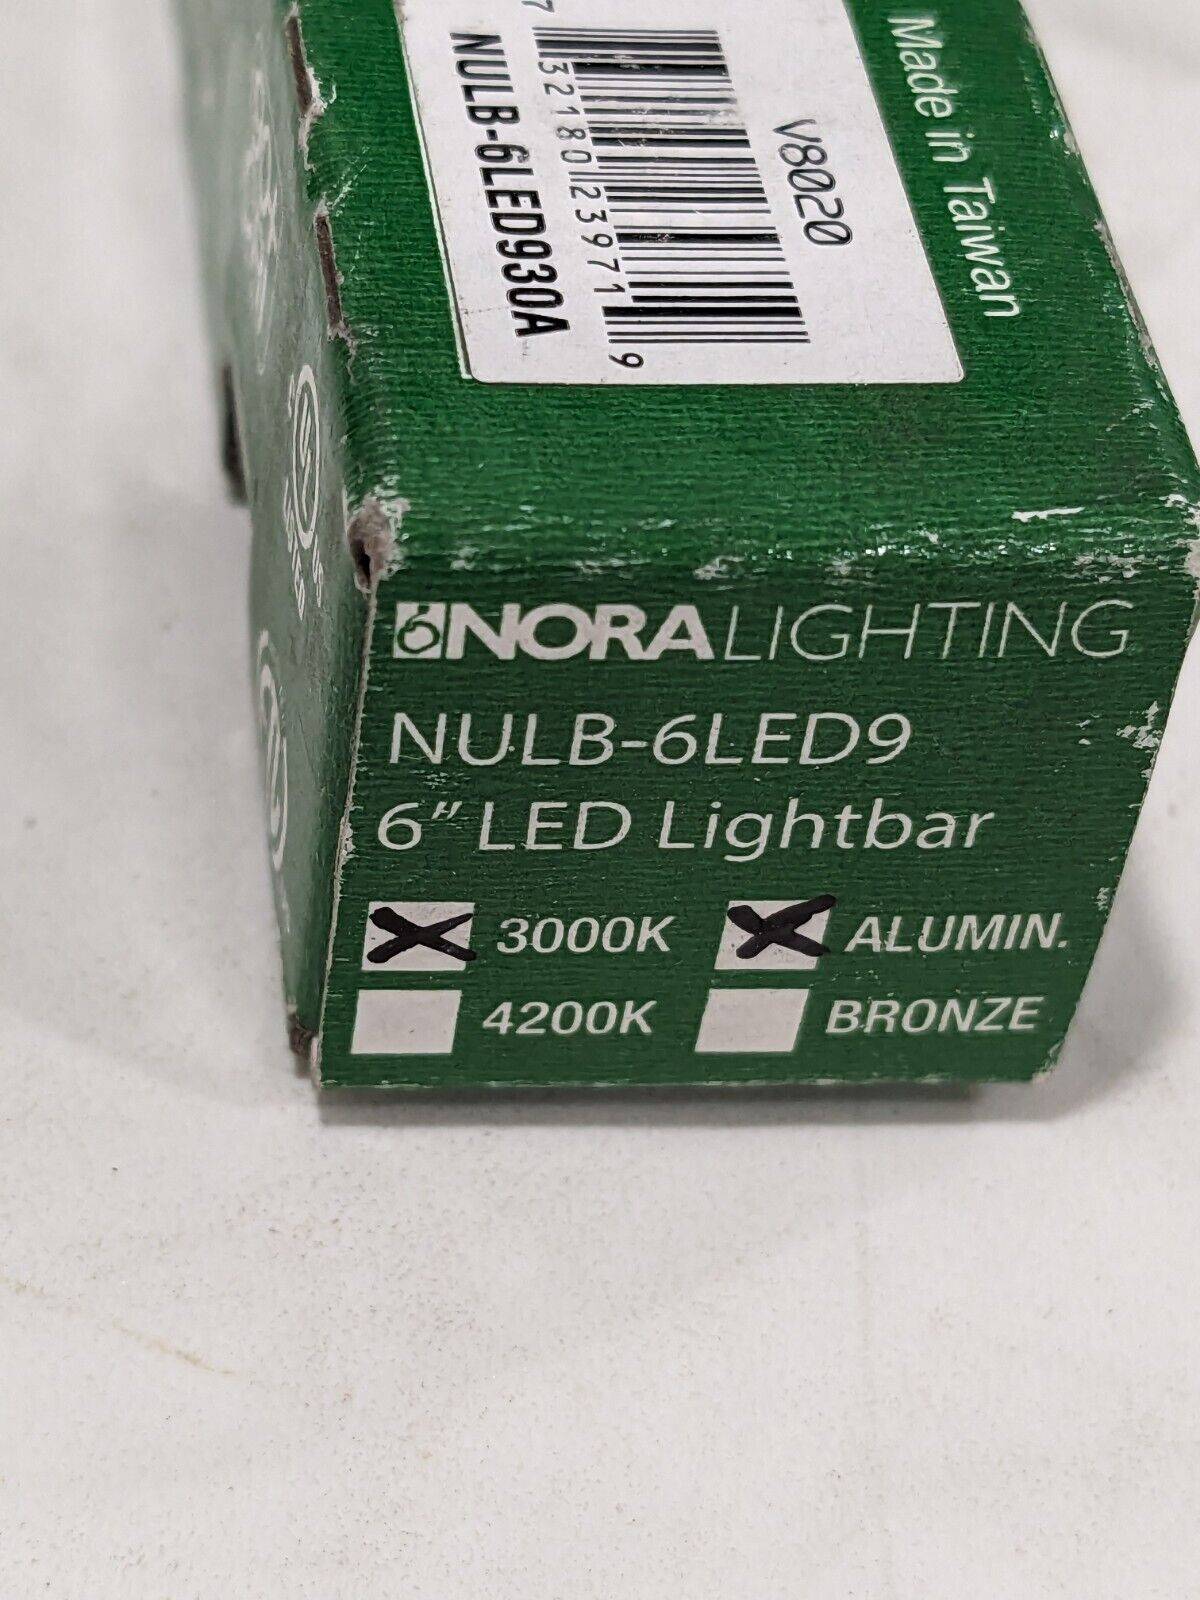 Made in Taiwan
V8020
7 32180 23971 9
NULB-6LED930A
NORALIGHTING
NULB-6LED9
6" LED Lightbar
3000K
ALUMIN.
4200K
BRONZE